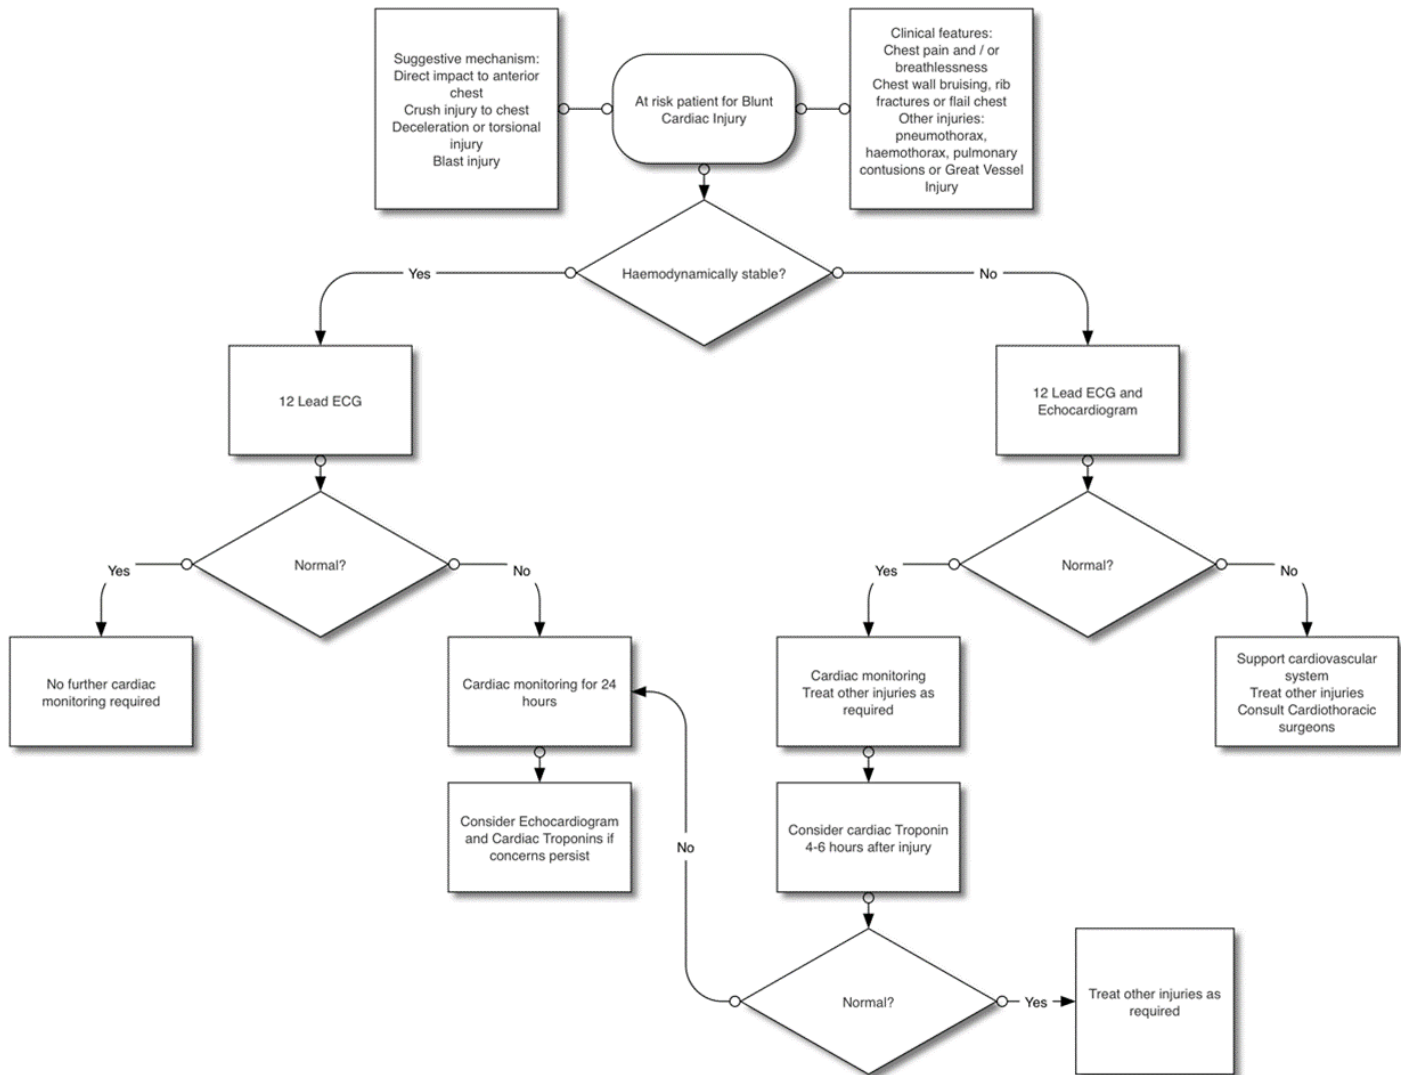 Suggestive mechanism:
Direct impact to anterior
chest
Crush injury to chest
Deceleration or torsional
injury
Blast injury
At risk patient for Blunt
Cardiac Injury
Clinical features:
Chest pain and / or
breathlessness
Chest wall bruising, rib
fractures or flail chest
Other injuries:
pneumothorax,
haemothorax, pulmonary
contusions or Great Vessel
Injury
Haemodynamically stable?
Yes
No
12 Lead ECG
12 Lead ECG and
Echocardiogram
Normal?
Yes
No
Normal?
Yes
No
No further cardiac
monitoring required
Cardiac monitoring for 24
hours
Cardiac monitoring
Treat other injuries as
required
Support cardiovascular
system
Treat other injuries
Consult Cardiothoracic
surgeons
Consider Echocardiogram
and Cardiac Troponins if
concerns persist
Consider cardiac Troponin
4-6 hours after injury
No
Normal?
Yes
Treat other injuries as
required